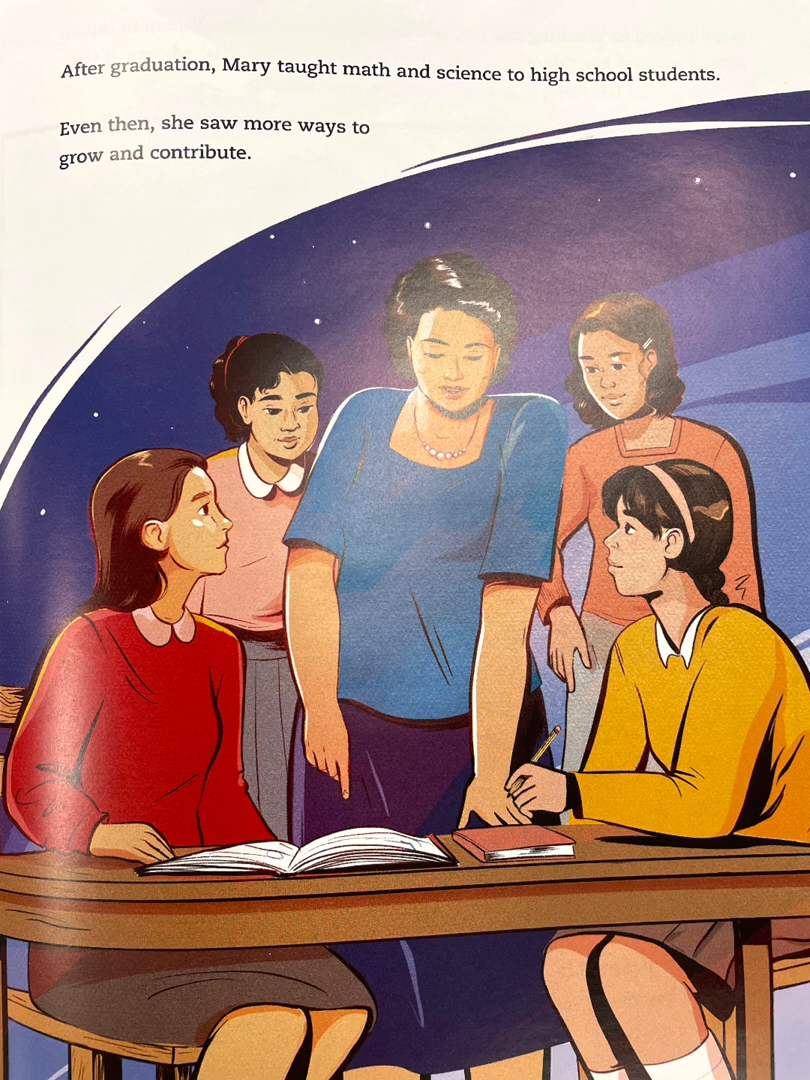 After graduation, Mary taught math and science to high school students.
Even then, she saw more ways to
grow and contribute.